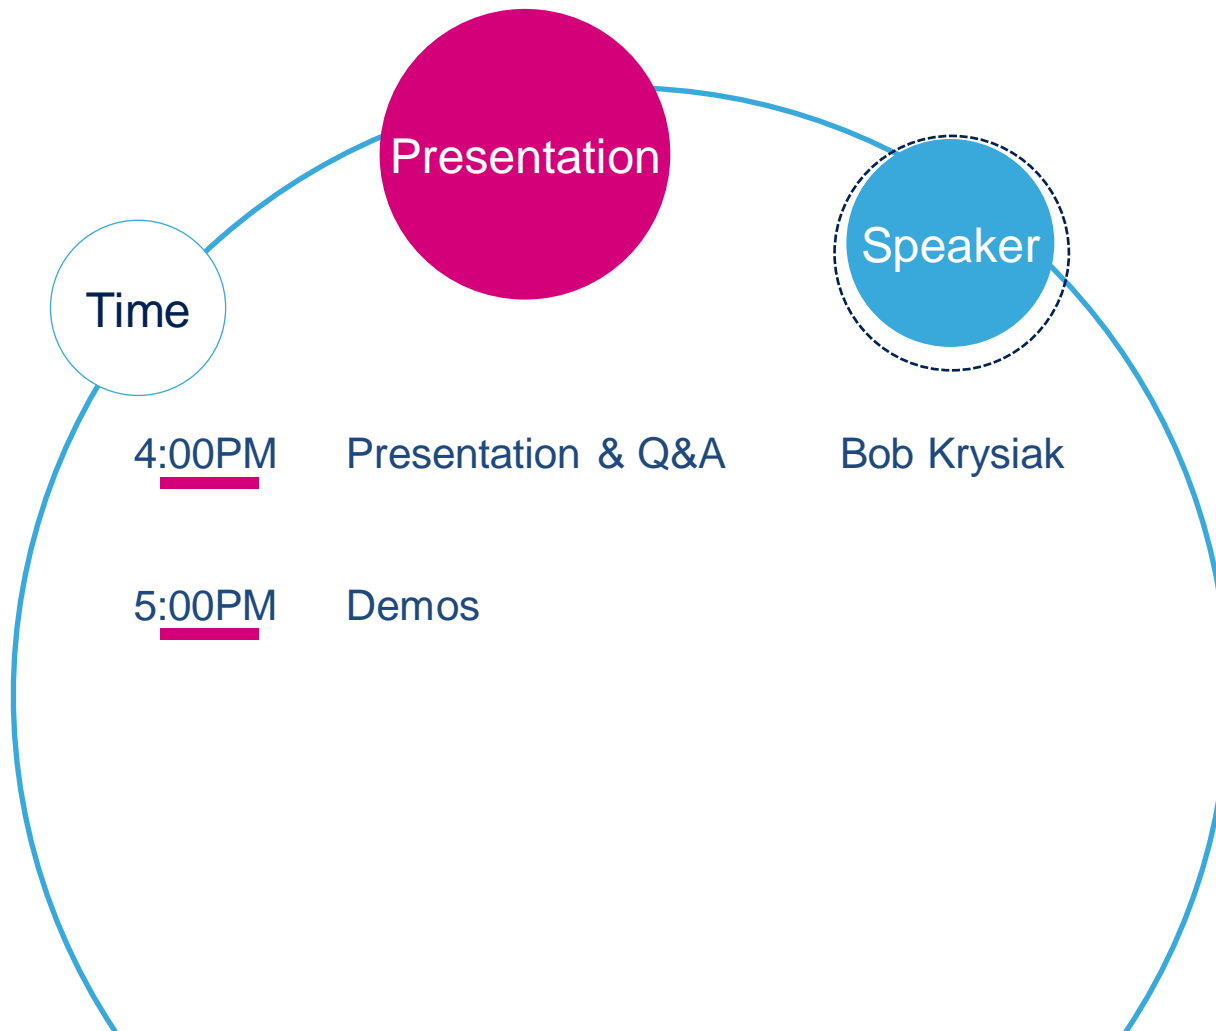 Presentation
Speaker
Time
4:00PM Presentation & Q&A Bob Krysiak
5:00PM Demos